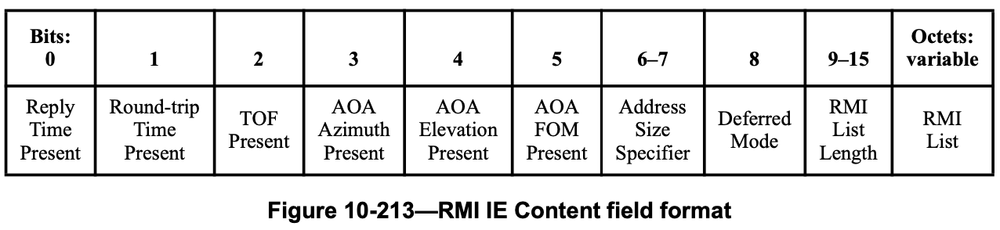 Bits:
0
1
2
3
4
5
6–7
8
9–15
Octets:
variable
Reply
Time
Present
Round-trip
Time
Present
TOF
Present
AOA
Azimuth
Present
AOA
Elevation
Present
AOA
FOM
Present
Address
Size
Specifier
Deferred
Mode
RMI
List
Length
RMI
List
Figure 10-213—RMI IE Content field format